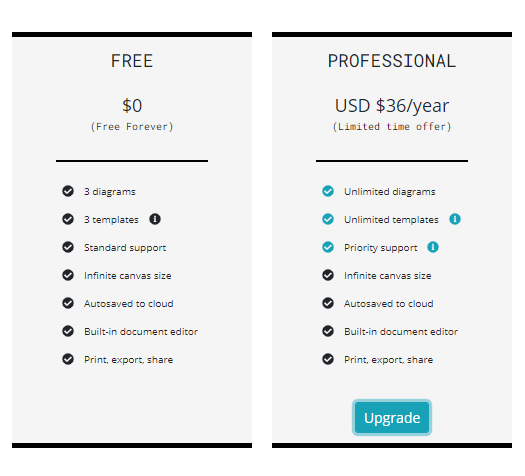 FREE
$0
(Free Forever)
3 diagrams
3 templates
Standard support
Infinite canvas size
Autosaved to cloud
Built-in document editor
Print, export, share
PROFESSIONAL
USD $36/year
(Limited time offer)
Unlimited diagrams
Unlimited templates
Priority support
Infinite canvas size
Autosaved to cloud
Built-in document editor
Print, export, share
Upgrade